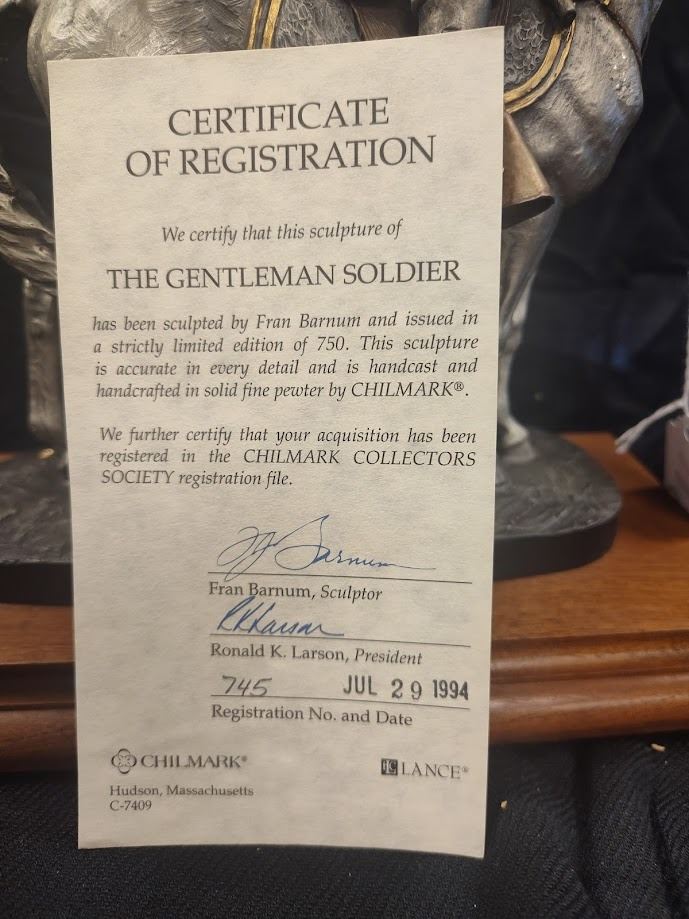 CERTIFICATE
OF REGISTRATION
We certify that this sculpture of
THE GENTLEMAN SOLDIER
has been sculpted by Fran Barnum and issued in
a strictly limited edition of 750. This sculpture
is accurate in every detail and is handcast and
handcrafted in solid fine pewter by CHILMARK®.
We further certify that your acquisition has been
registered in the CHILMARK COLLECTORS
SOCIETY registration file.
FJ Barnum
Fran Barnum, Sculptor
RKLarson
Ronald K. Larson, President
745 JUL 29 1994
Registration No. and Date
CHILMARK®
LANCE®
Hudson, Massachusetts
C-7409